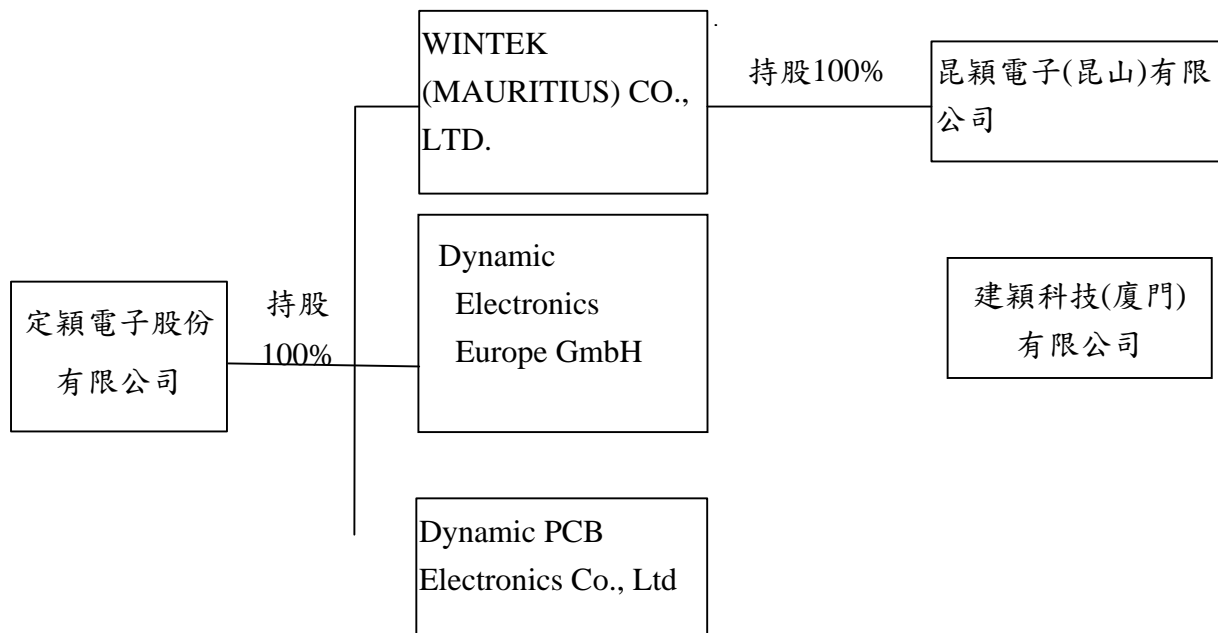 WINTEK
(MAURITIUS) CO.,
LTD.
持股100%
昆穎電子(昆山)有限
公司
Dynamic
Electronics
Europe GmbH
建穎科技(廈門)
有限公司
定穎電子股份
有限公司
持股
100%
Dynamic PCB
Electronics Co., Ltd